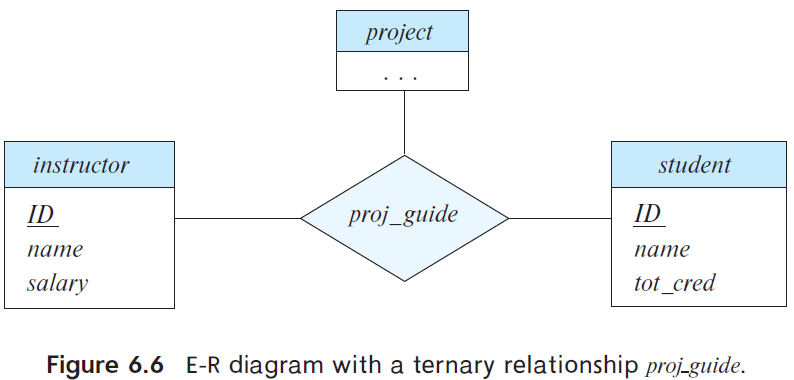 project
. . .
instructor
ID
name
salary
proj_guide
student
ID
name
tot_cred
Figure 6.6 E-R diagram with a ternary relationship proj_guide.